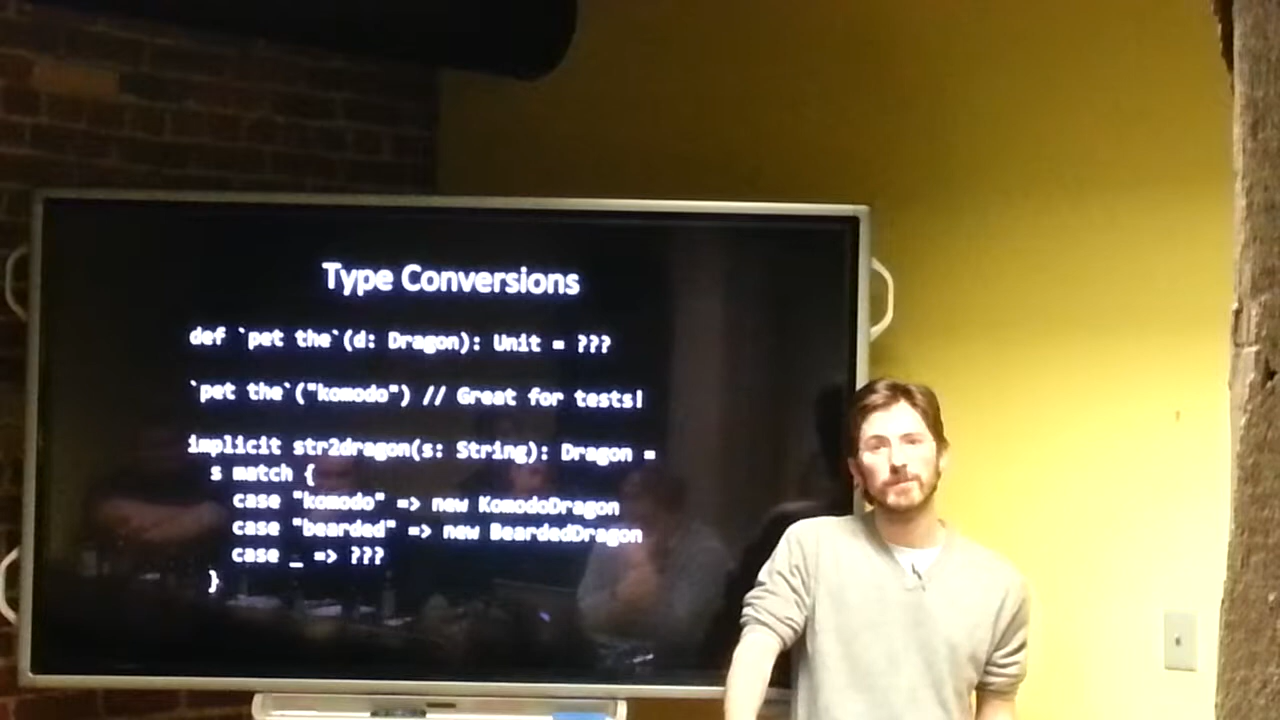 Type Conversions
def `pet the`(d: Dragon): Unit = ???
`pet the`("komodo") // Great for tests!
implicit str2dragon(s: String): Dragon =
s match {
case "komodo" => new KomodoDragon
case "bearded" => new BeardedDragon
case _ => ???
}